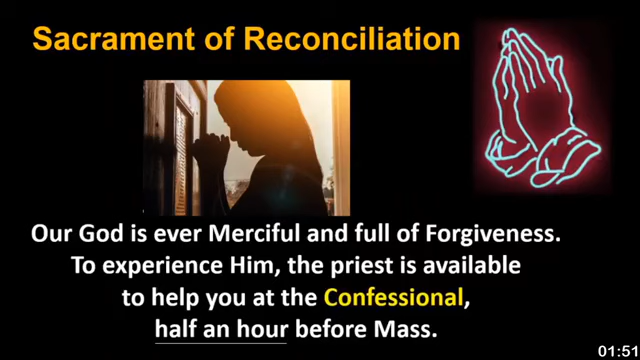 Sacrament of Reconciliation
Our God is ever Merciful and full of Forgiveness.
To experience Him, the priest is available
to help you at the Confessional,
half an hour before Mass.
01:51